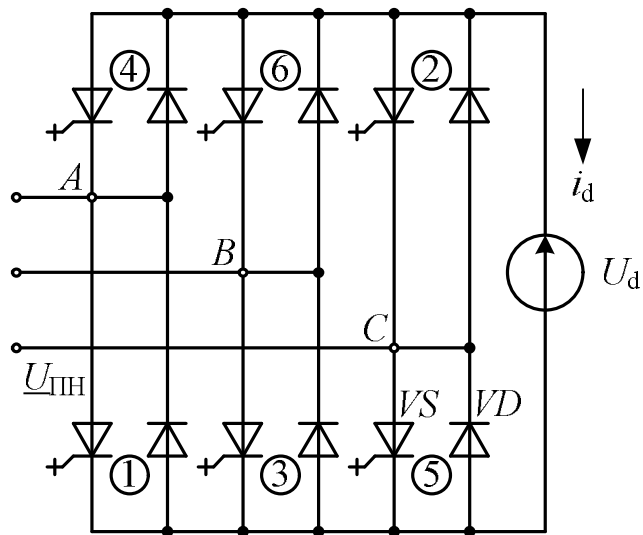 ④ ⑥ ②
A
i_d
B
U_d
C
U_ПН
VS VD
① ③ ⑤